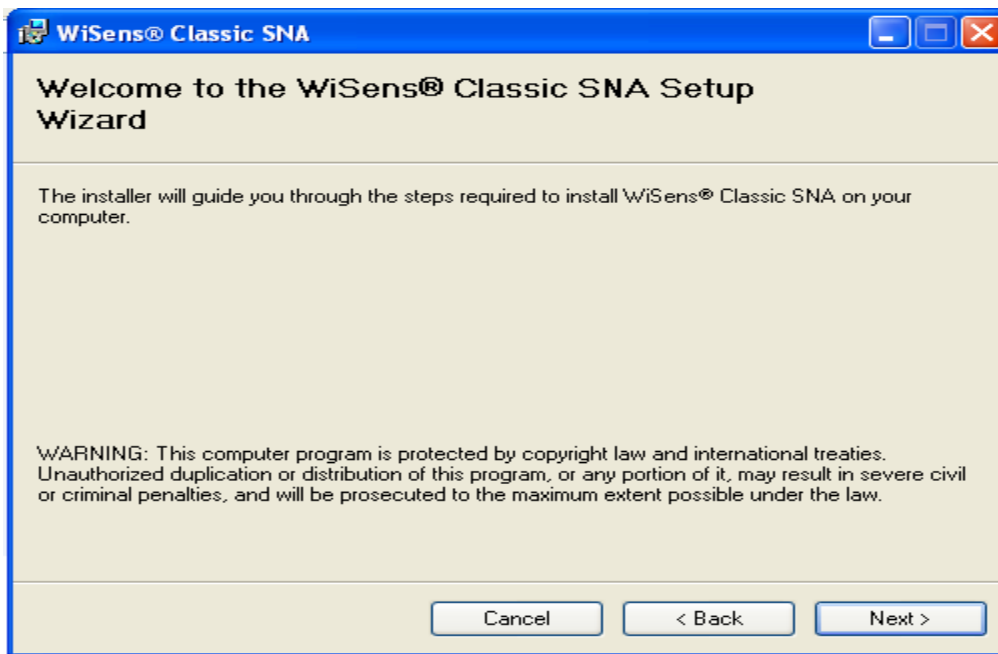 WiSens® Classic SNA
Welcome to the WiSens® Classic SNA Setup
Wizard
The installer will guide you through the steps required to install WiSens® Classic SNA on your
computer.
WARNING: This computer program is protected by copyright law and international treaties.
Unauthorized duplication or distribution of this program, or any portion of it, may result in severe civil
or criminal penalties, and will be prosecuted to the maximum extent possible under the law.
Cancel < Back Next >